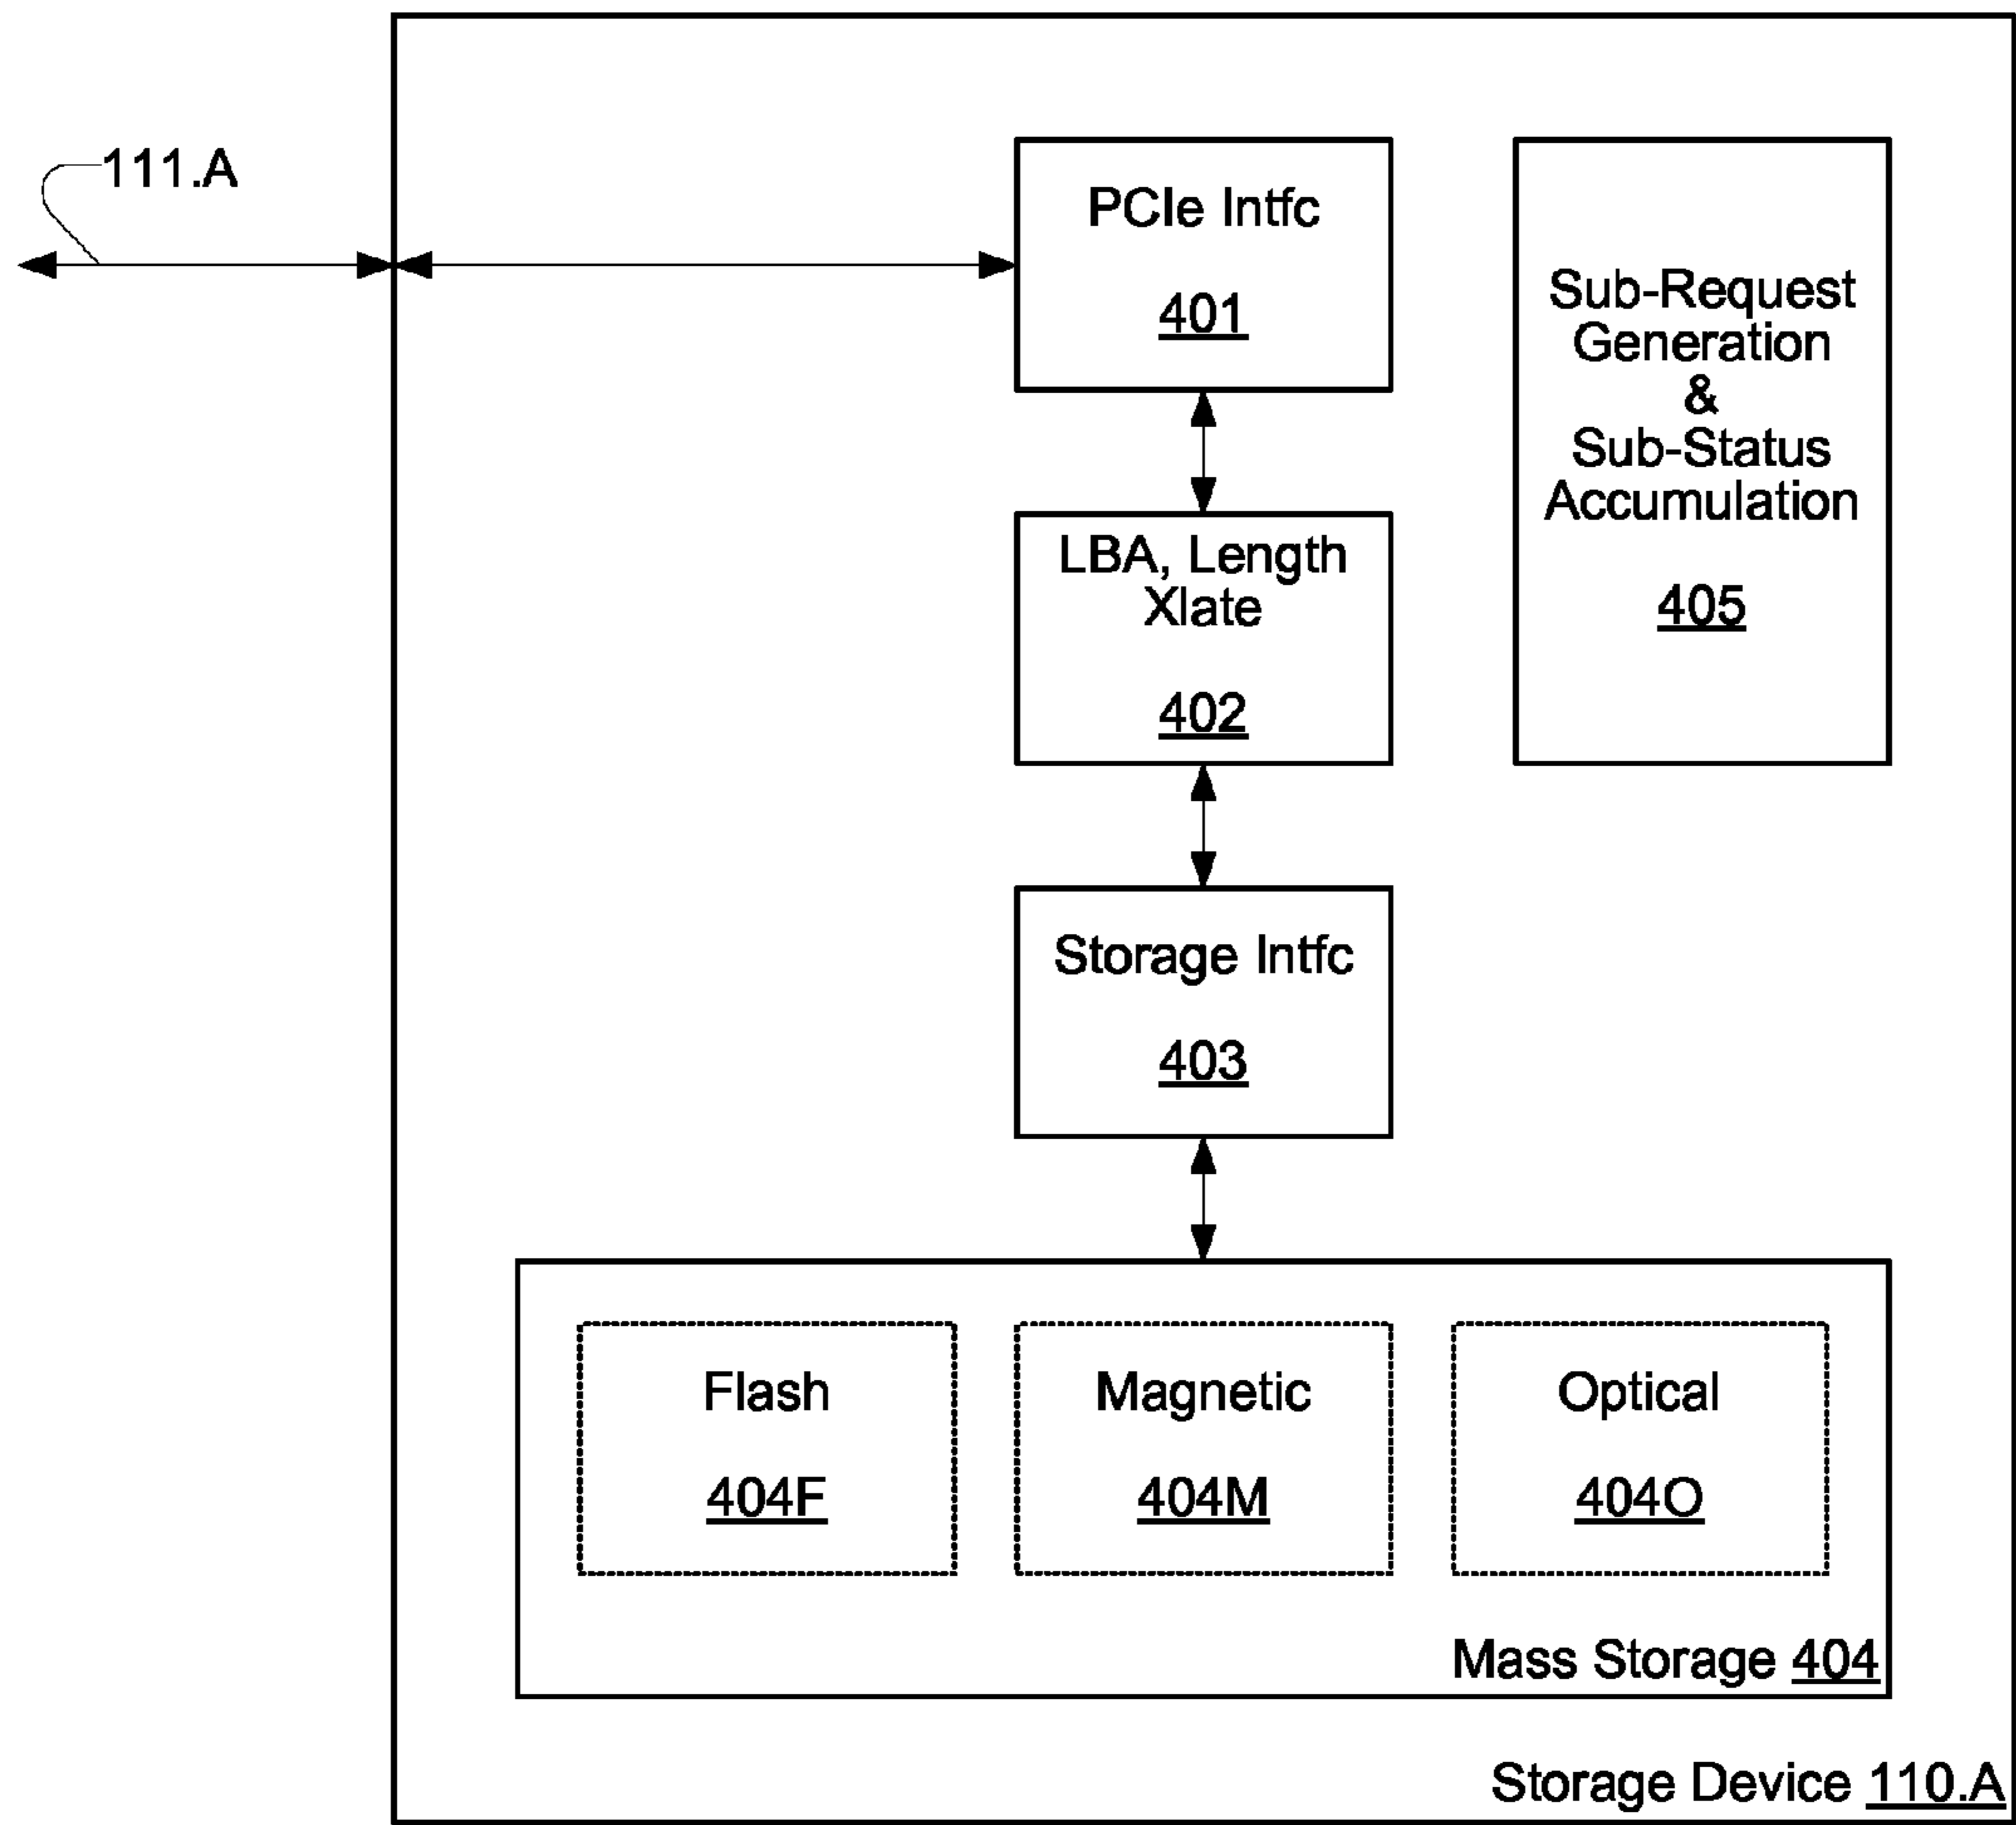 111.A
PCIe Intfc
401
Sub-Request
Generation
&
Sub-Status
Accumulation
405
LBA, Length
Xlate
402
Storage Intfc
403
Flash
404F
Magnetic
404M
Optical
404O
Mass Storage 404
Storage Device 110.A